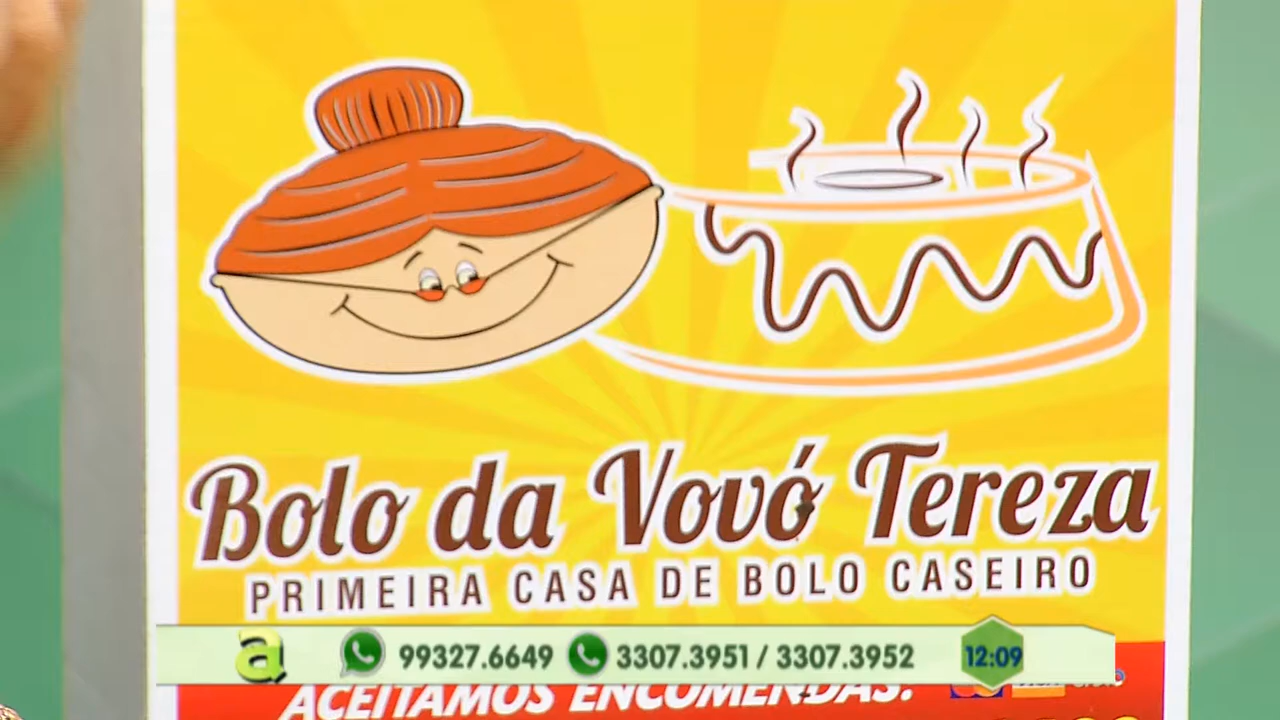 Bolo da Vovó Tereza
PRIMEIRA CASA DE BOLO CASEIRO
a 99327.6649 3307.3951 / 3307.3952 12:09
ACEITAMOS ENCOMENDAS.